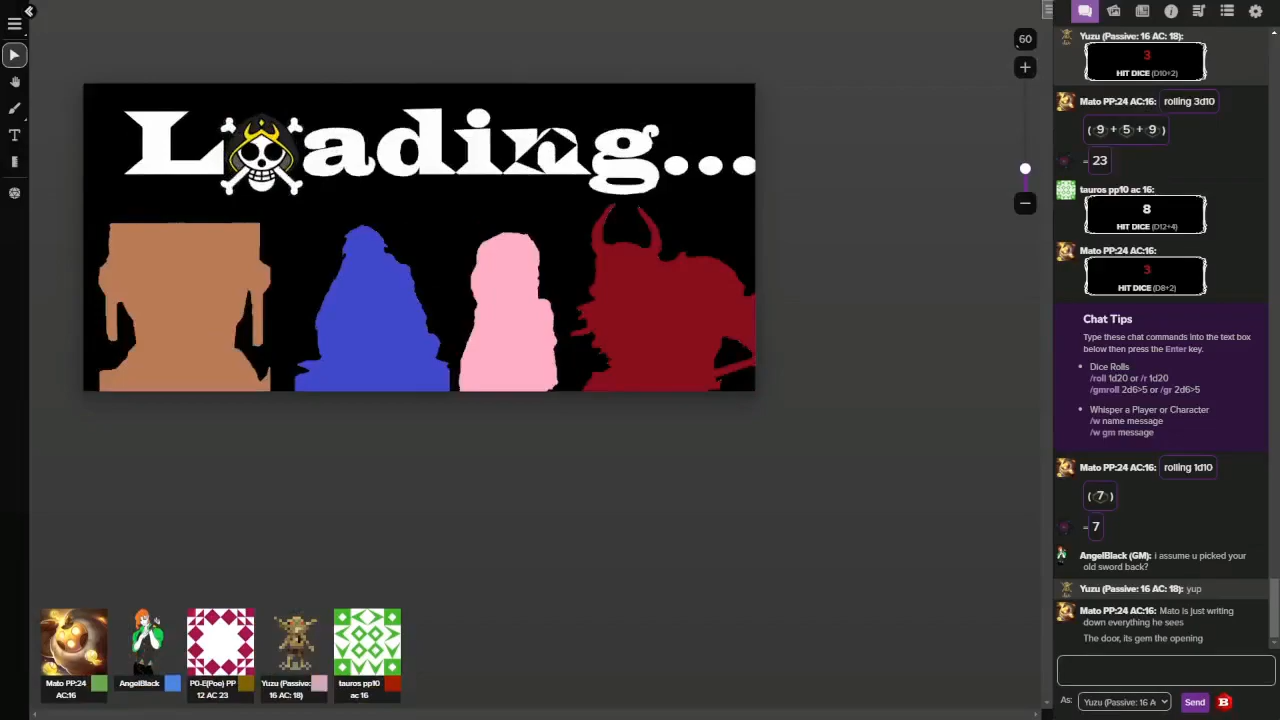 60
Loading...
Yuzu (Passive: 16 AC: 18):
3
HIT DICE (D10+2)
Mato PP:24 AC:16: rolling 3d10
(9+5+9)
=23
tauros pp10 ac 16:
8
HIT DICE (D12+4)
Mato PP:24 AC:16:
3
HIT DICE (D8+2)
Chat Tips
Type these chat commands into the text box
below then press the Enter key.
• Dice Rolls
/roll 1d20 or /r 1d20
/gmroll 2d6>5 or /gr 2d6>5
• Whisper a Player or Character
/w name message
/w gm message
Mato PP:24 AC:16: rolling 1d10
(7)
=7
AngelBlack (GM): i assume u picked your
old sword back?
Yuzu (Passive: 16 AC: 18): yup
Mato PP:24 AC:16: Mato is just writing
down everything he sees
The door, its gem the opening
As: Yuzu (Passive: 16 A Send B
Mato PP:24
AC:16
AngelBlack
P0-E(Poe) PP
12 AC 23
Yuzu (Passive:
16 AC: 18)
tauros pp10
ac 16